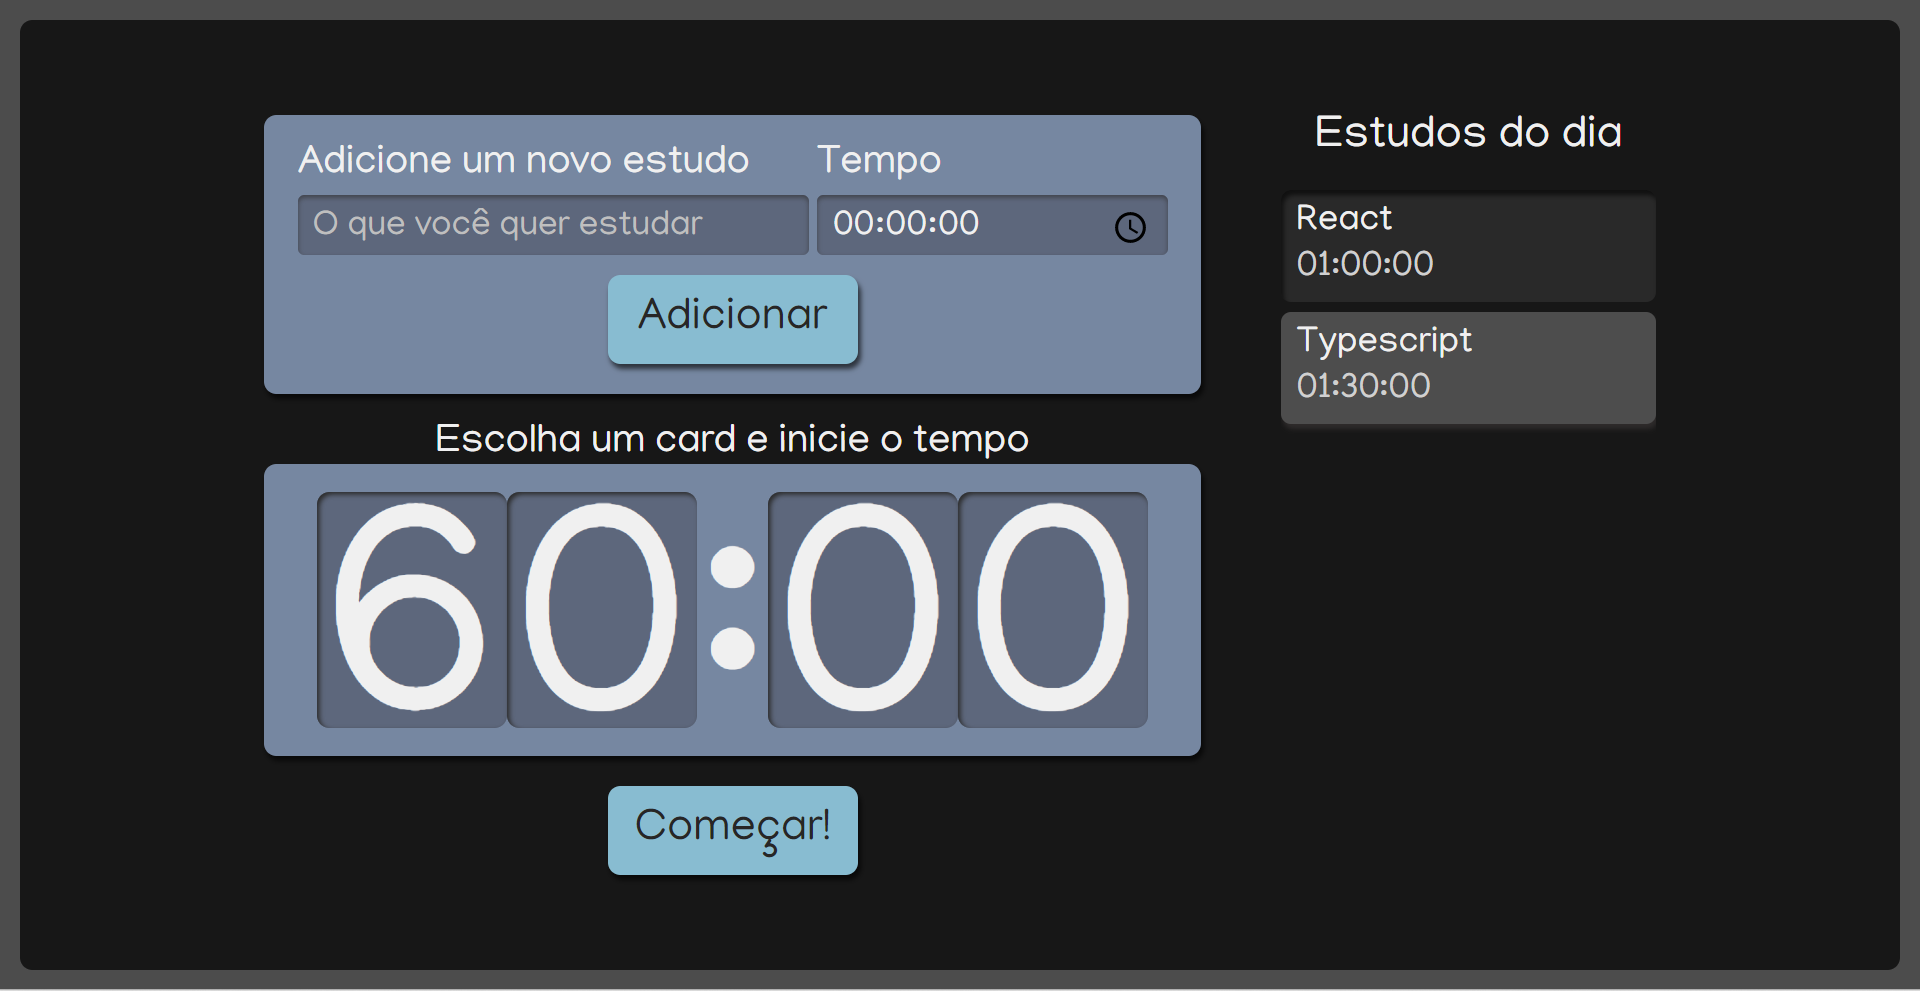 Adicione um novo estudo
Tempo
O que você quer estudar
00:00:00
Adicionar
Escolha um card e inicie o tempo
60:00
Começar!
Estudos do dia
React
01:00:00
Typescript
01:30:00